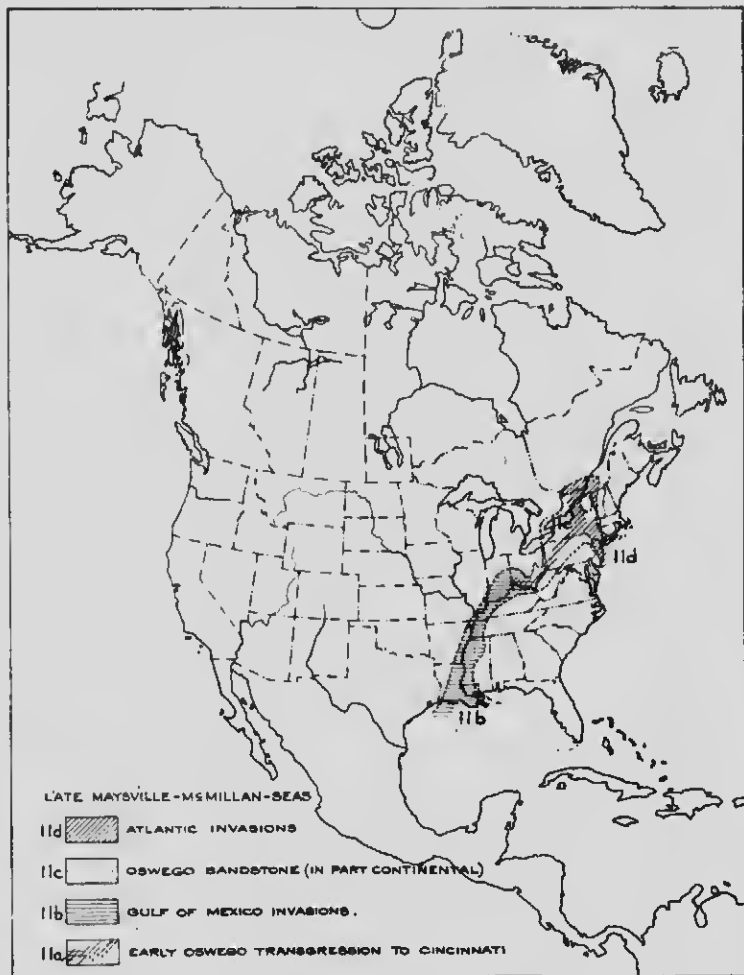 11c
11d
11b
LATE MAYSVILLE-McMILLAN-SEAS
11d ATLANTIC INVASIONS
11c OSWEGO SANDSTONE (IN PART CONTINENTAL)
11b GULF OF MEXICO INVASIONS.
11a EARLY OSWEGO TRANSGRESSION TO CINCINNATI